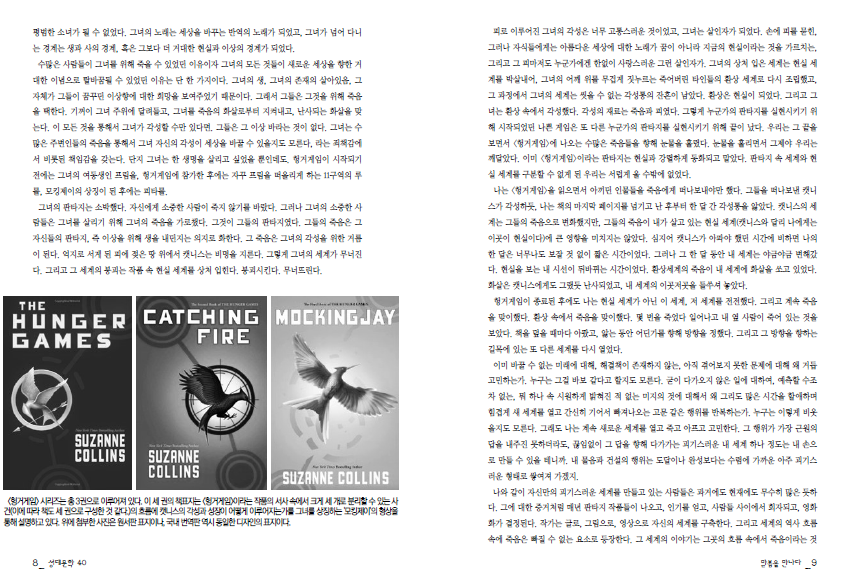 평범한 소녀가 될 수 없었다. 그녀의 노래는 세상을 바꾸는 반역의 노래가 되었고, 그녀가 넘어 다니
는 경계는 생과 사의 경계, 혹은 그보다 더 거대한 현실과 이상의 경계가 되었다.
수많은 사람들이 그녀를 위해 죽을 수 있었던 이유이자 그녀의 모든 것들이 새로운 세상을 향한 거
대한 이념으로 탈바꿈될 수 있었던 이유는 단 한 가지이다. 그녀의 생, 그녀의 존재의 살아있음, 그
자체가 그들이 꿈꾸던 이상향에 대한 희망을 보여주었기 때문이다. 그래서 그들은 그것을 위해 죽음
을 택한다. 기꺼이 그녀 주위에 달려들고, 그녀를 죽음의 화살로부터 지켜내고, 난사되는 화살을 맞
는다. 이 모든 것을 통해서 그녀가 각성할 수만 있다면, 그들은 그 이상 바라는 것이 없다. 그녀는 수
많은 주변인들의 죽음을 통해서 그녀 자신의 각성이 세상을 바꿀 수 있을지도 모른다, 라는 죄책감에
서 비롯된 책임감을 갖는다. 단지 그녀는 한 생명을 살리고 싶었을 뿐인데도. 헝거게임이 시작되기
전에는 그녀의 여동생인 프림을, 헝거게임에 참가한 후에는 자꾸 프림을 떠올리게 하는 11구역의 루
를, 모킹제이의 상징이 된 후에는 피타를.
그녀의 판타지는 소박했다. 자신에게 소중한 사람이 죽지 않기를 바랐다. 그러나 그녀의 소중한 사
람들은 그녀를 살리기 위해 그녀의 죽음을 가로챘다. 그것이 그들의 판타지였다. 그들의 죽음은 그
자신들의 판타지, 즉 이상을 위해 생을 내던지는 의지로 화한다. 그 죽음은 그녀의 각성을 위한 거름
이 된다. 억지로 서게 된 피에 젖은 땅 위에서 캣니스는 비명을 지른다. 그렇게 그녀의 세계가 무너진
다. 그리고 그 세계의 붕괴는 작품 속 현실 세계를 상처 입힌다. 붕괴시킨다. 무너뜨린다.
THE
HUNGER
GAMES
SUZANNE
COLLINS
CATCHING
FIRE
SUZANNE
COLLINS
MOCKINGJAY
SUZANNE COLLINS
〈헝거게임〉 시리즈는 총 3권으로 이루어져 있다. 이 세 권의 책표지는 〈헝거게임〉이라는 작품의 서사 속에서 크게 세 개로 분리할 수 있는 사
건(이에 따라 책도 세 권으로 구성한 것 같다.)의 흐름에 캣니스의 각성과 성장이 어떻게 이루어지는가를 그녀를 상징하는 '모킹제이'의 형상을
통해 설명하고 있다. 위에 첨부한 사진은 원서판 표지이나, 국내 번역판 역시 동일한 디자인의 표지이다.
8_ 성대문학 40
피로 이루어진 그녀의 각성은 너무 고통스러운 것이었고, 그녀는 살인자가 되었다. 손에 피를 묻힌,
그러나 자식들에게는 아름다운 세상에 대한 노래가 꿈이 아니라 지금의 현실이라는 것을 가르치는,
그리고 그 피마저도 누군가에겐 한없이 사랑스러운 그런 살인자가. 그녀의 상처 입은 세계는 현실 세
계를 박살내어, 그녀의 어깨 위를 무겁게 짓누르는 죽어버린 타인들의 환상 세계로 다시 조립했고,
그 과정에서 그녀의 세계는 씻을 수 없는 각성통의 잔흔이 남았다. 환상은 현실이 되었다. 그리고 그
녀는 환상 속에서 각성했다. 각성의 재료는 죽음과 피였다. 그렇게 누군가의 판타지를 실현시키기 위
해 시작되었던 나쁜 게임은 또 다른 누군가의 판타지를 실현시키기 위해 끝이 났다. 우리는 그 끝을
보면서 〈헝거게임〉에 나오는 수많은 죽음들을 향해 눈물을 흘렸다. 눈물을 흘리면서 그제야 우리는
깨달았다. 이미 〈헝거게임〉이라는 판타지는 현실과 강렬하게 동화되고 말았다. 판타지 속 세계와 현
실 세계를 구분할 수 없게 된 우리는 서럽게 울 수밖에 없었다.
나는 〈헝거게임〉을 읽으면서 아끼던 인물들을 죽음에게 떠나보내야만 했다. 그들을 떠나보낸 캣니
스가 각성하듯, 나는 책의 마지막 페이지를 넘기고 난 후부터 한 달 간 각성통을 앓았다. 캣니스의 세
계는 그들의 죽음으로 변화했지만, 그들의 죽음이 내가 살고 있는 현실 세계(캣니스와 달리 나에게는
이곳이 현실이다)에 큰 영향을 미치지는 않았다. 심지어 캣니스가 아파야 했던 시간에 비하면 나의
한 달은 너무나도 보잘 것 없이 짧은 시간이었다. 그러나 그 한 달 동안 내 세계는 야금야금 변해갔
다. 현실을 보는 내 시선이 뒤바뀌는 시간이었다. 환상세계의 죽음이 내 세계에 화살을 쏘고 있었다.
화살은 캣니스에게도 그랬듯 난사되었고, 내 세계의 이곳저곳을 들쑤셔 놓았다.
헝거게임이 종료된 후에도 나는 현실 세계가 아닌 이 세계, 저 세계를 전전했다. 그리고 계속 죽음
을 맞이했다. 환상 속에서 죽음을 맞이했다. 몇 번을 죽었다 일어나고 내 옆 사람이 죽어 있는 것을
보았다. 책을 덮을 때마다 아팠고, 앓는 동안 어딘가를 향해 방향을 정했다. 그리고 그 방향을 향하는
길목에 있는 또 다른 세계를 다시 열었다.
이미 바꿀 수 없는 미래에 대해, 해결책이 존재하지 않는, 아직 겪어보지 못한 문제에 대해 왜 거듭
고민하는가. 누구는 그걸 바보 같다고 할지도 모른다. 굳이 다가오지 않은 일에 대하여, 예측할 수조
차 없는, 뭐 하나 속 시원하게 밝혀진 적 없는 미지의 것에 대해서 왜 그리도 많은 시간을 할애하며
힘겹게 새 세계를 열고 간신히 기어서 빠져나오는 고문 같은 행위를 반복하는가. 누구는 이렇게 비웃
을지도 모른다. 그래도 나는 계속 새로운 세계를 열고 죽고 아프고 고민한다. 그 행위가 가장 근원의
답을 내주진 못하더라도, 끊임없이 그 답을 향해 다가가는 피기스러운 내 세계 하나 정도는 내 손으
로 만들 수 있을 테니까. 내 물음과 건설의 행위는 도달이나 완성보다는 수렴에 가까운 아주 피기스
러운 형태로 쌓여져 가겠지.
나와 같이 자신만의 피기스러운 세계를 만들고 있는 사람들은 과거에도 현재에도 무수히 많은 듯하
다. 그에 대한 증거처럼 매년 판타지 작품들이 나오고, 인기를 얻고, 사람들 사이에서 회자되고, 영화
화가 결정된다. 작가는 글로, 그림으로, 영상으로 자신의 세계를 구축한다. 그리고 세계의 역사 흐름
속에 죽음은 빠질 수 없는 요소로 등장한다. 그 세계의 이야기는 그곳의 흐름 속에서 죽음이라는 것
만봄을 만나다 _9